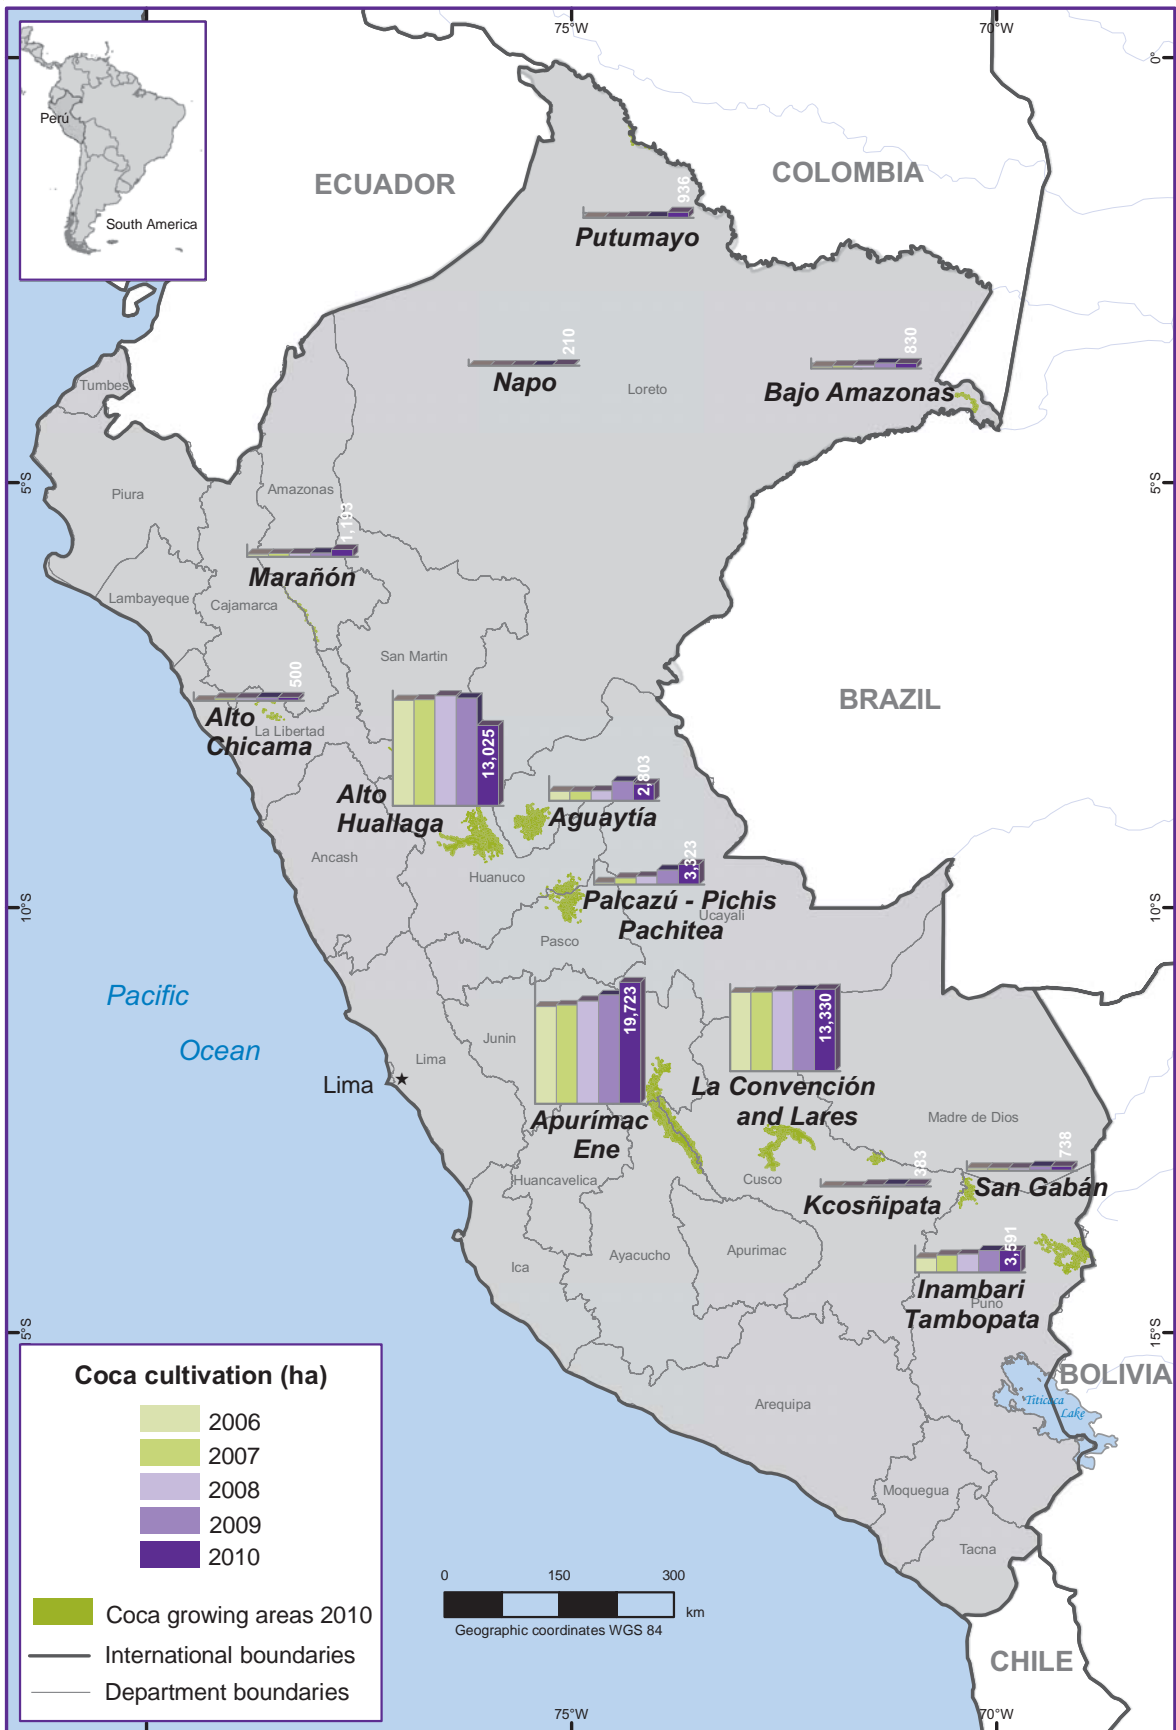 75°W
70°W
0°
Perú
South America
ECUADOR
COLOMBIA
936
Putumayo
210
Napo
830
Bajo Amazonas
Loreto
Tumbes
5°S
5°S
Piura
Amazonas
1,193
Marañón
Lambayeque
Cajamarca
San Martin
500
Alto
Chicama
La Libertad
BRAZIL
13,025
Alto
Huallaga
2,803
Aguaytía
Ancash
Huanuco
3,323
Palcazú - Pichis
Pachitea
Ucayali
10°S
10°S
Pasco
Pacific
Ocean
Junin
19,723
13,330
Lima
Lima
La Convención
and Lares
Apurímac
Ene
Madre de Dios
738
San Gabán
383
Kcosñipata
Huancavelica
Cusco
Ica
Ayacucho
Apurimac
3,591
Inambari
Tambopata
Puno
5°S
15°S
BOLIVIA
Titicaca
Lake
Arequipa
Moquegua
Tacna
CHILE
Coca cultivation (ha)
2006
2007
2008
2009
2010
Coca growing areas 2010
International boundaries
Department boundaries
0 150 300
km
Geographic coordinates WGS 84
75°W
70°W